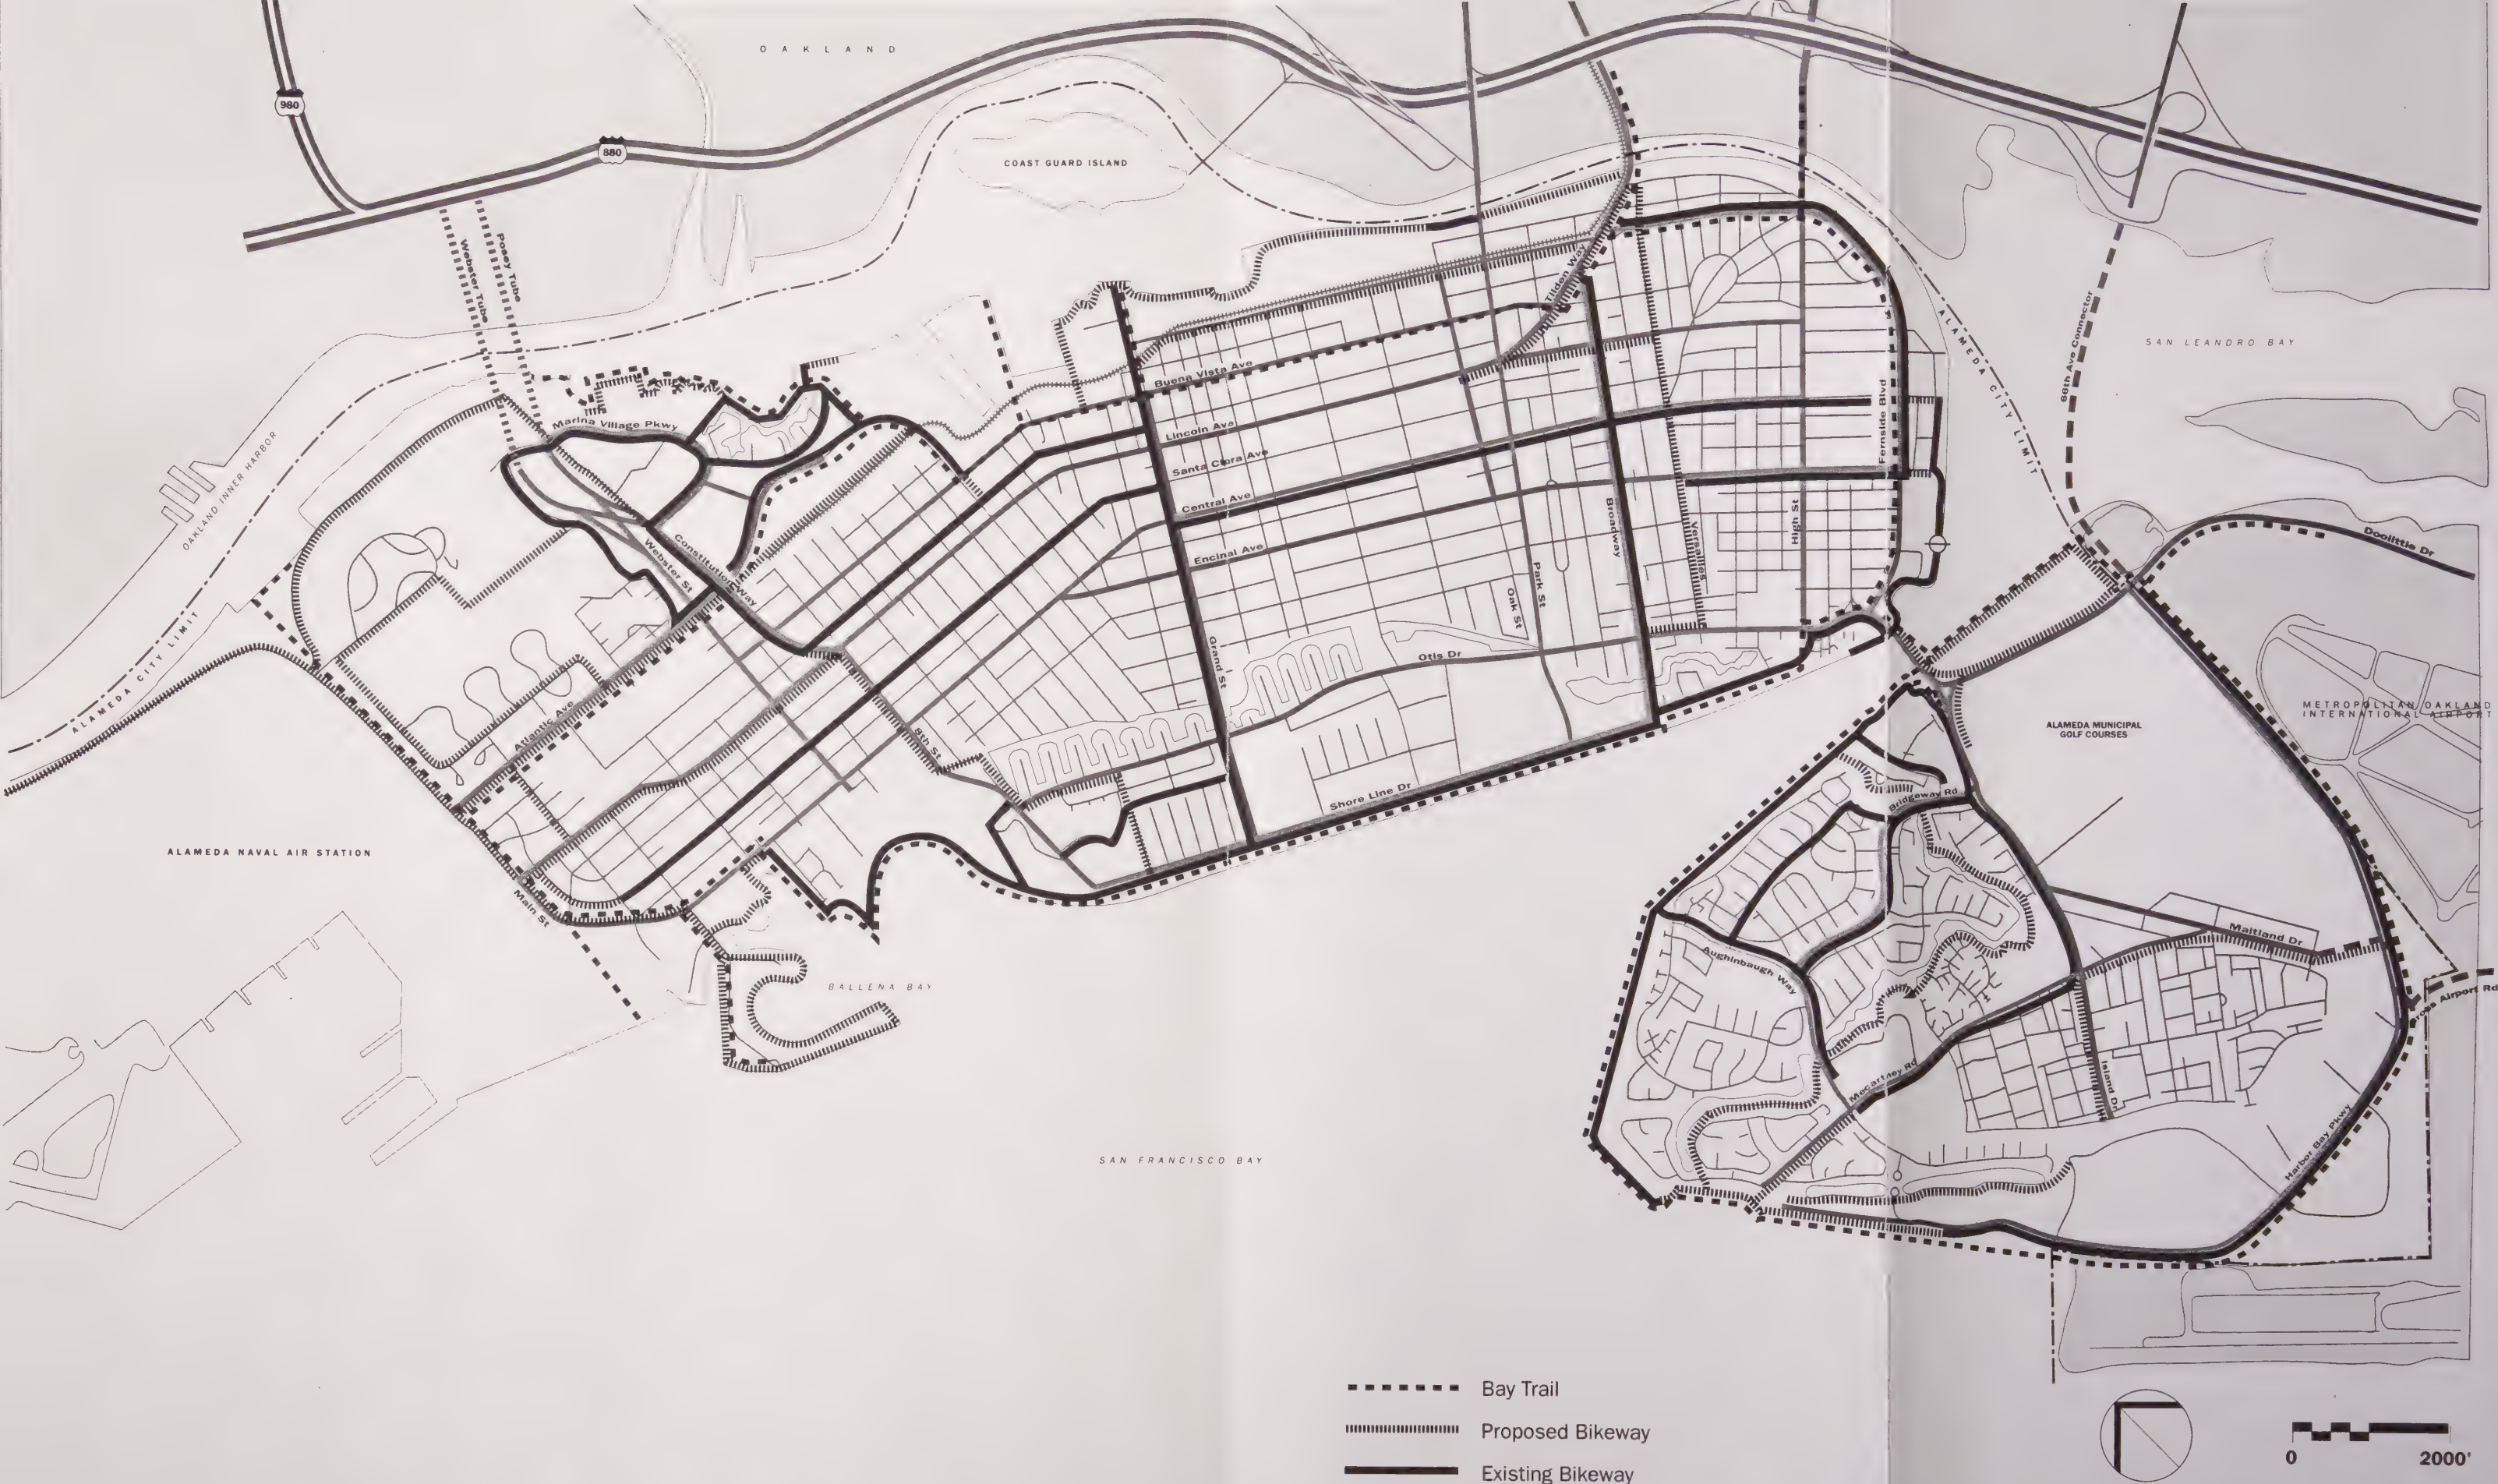 OAKLAND
980
880
COAST GUARD ISLAND
Webster Tube
Posey Tube
Tilden Way
ALAMEDA CITY LIMIT
66th Ave Connector
SAN LEANDRO BAY
Buena Vista Ave
Marina Village Pkwy
Lincoln Ave
Santa Clara Ave
Central Ave
Encinal Ave
Fernside Blvd
OAKLAND INNER HARBOR
Constitution Way
Webster St
Broadway
Versailles
High St
Doolittle Dr
Park St
Oak St
ALAMEDA CITY LIMIT
Grand St
Otis Dr
Atlantic Ave
8th St
METROPOLITAN OAKLAND
INTERNATIONAL AIRPORT
ALAMEDA MUNICIPAL
GOLF COURSES
Shore Line Dr
Bridgeway Rd
ALAMEDA NAVAL AIR STATION
Main St
Maitland Dr
Aughinbaugh Way
BALLENA BAY
Airport Rd
Mecartney Rd
Island Dr
Harbor Bay Pkwy
SAN FRANCISCO BAY
Bay Trail
Proposed Bikeway
Existing Bikeway
0 2000'